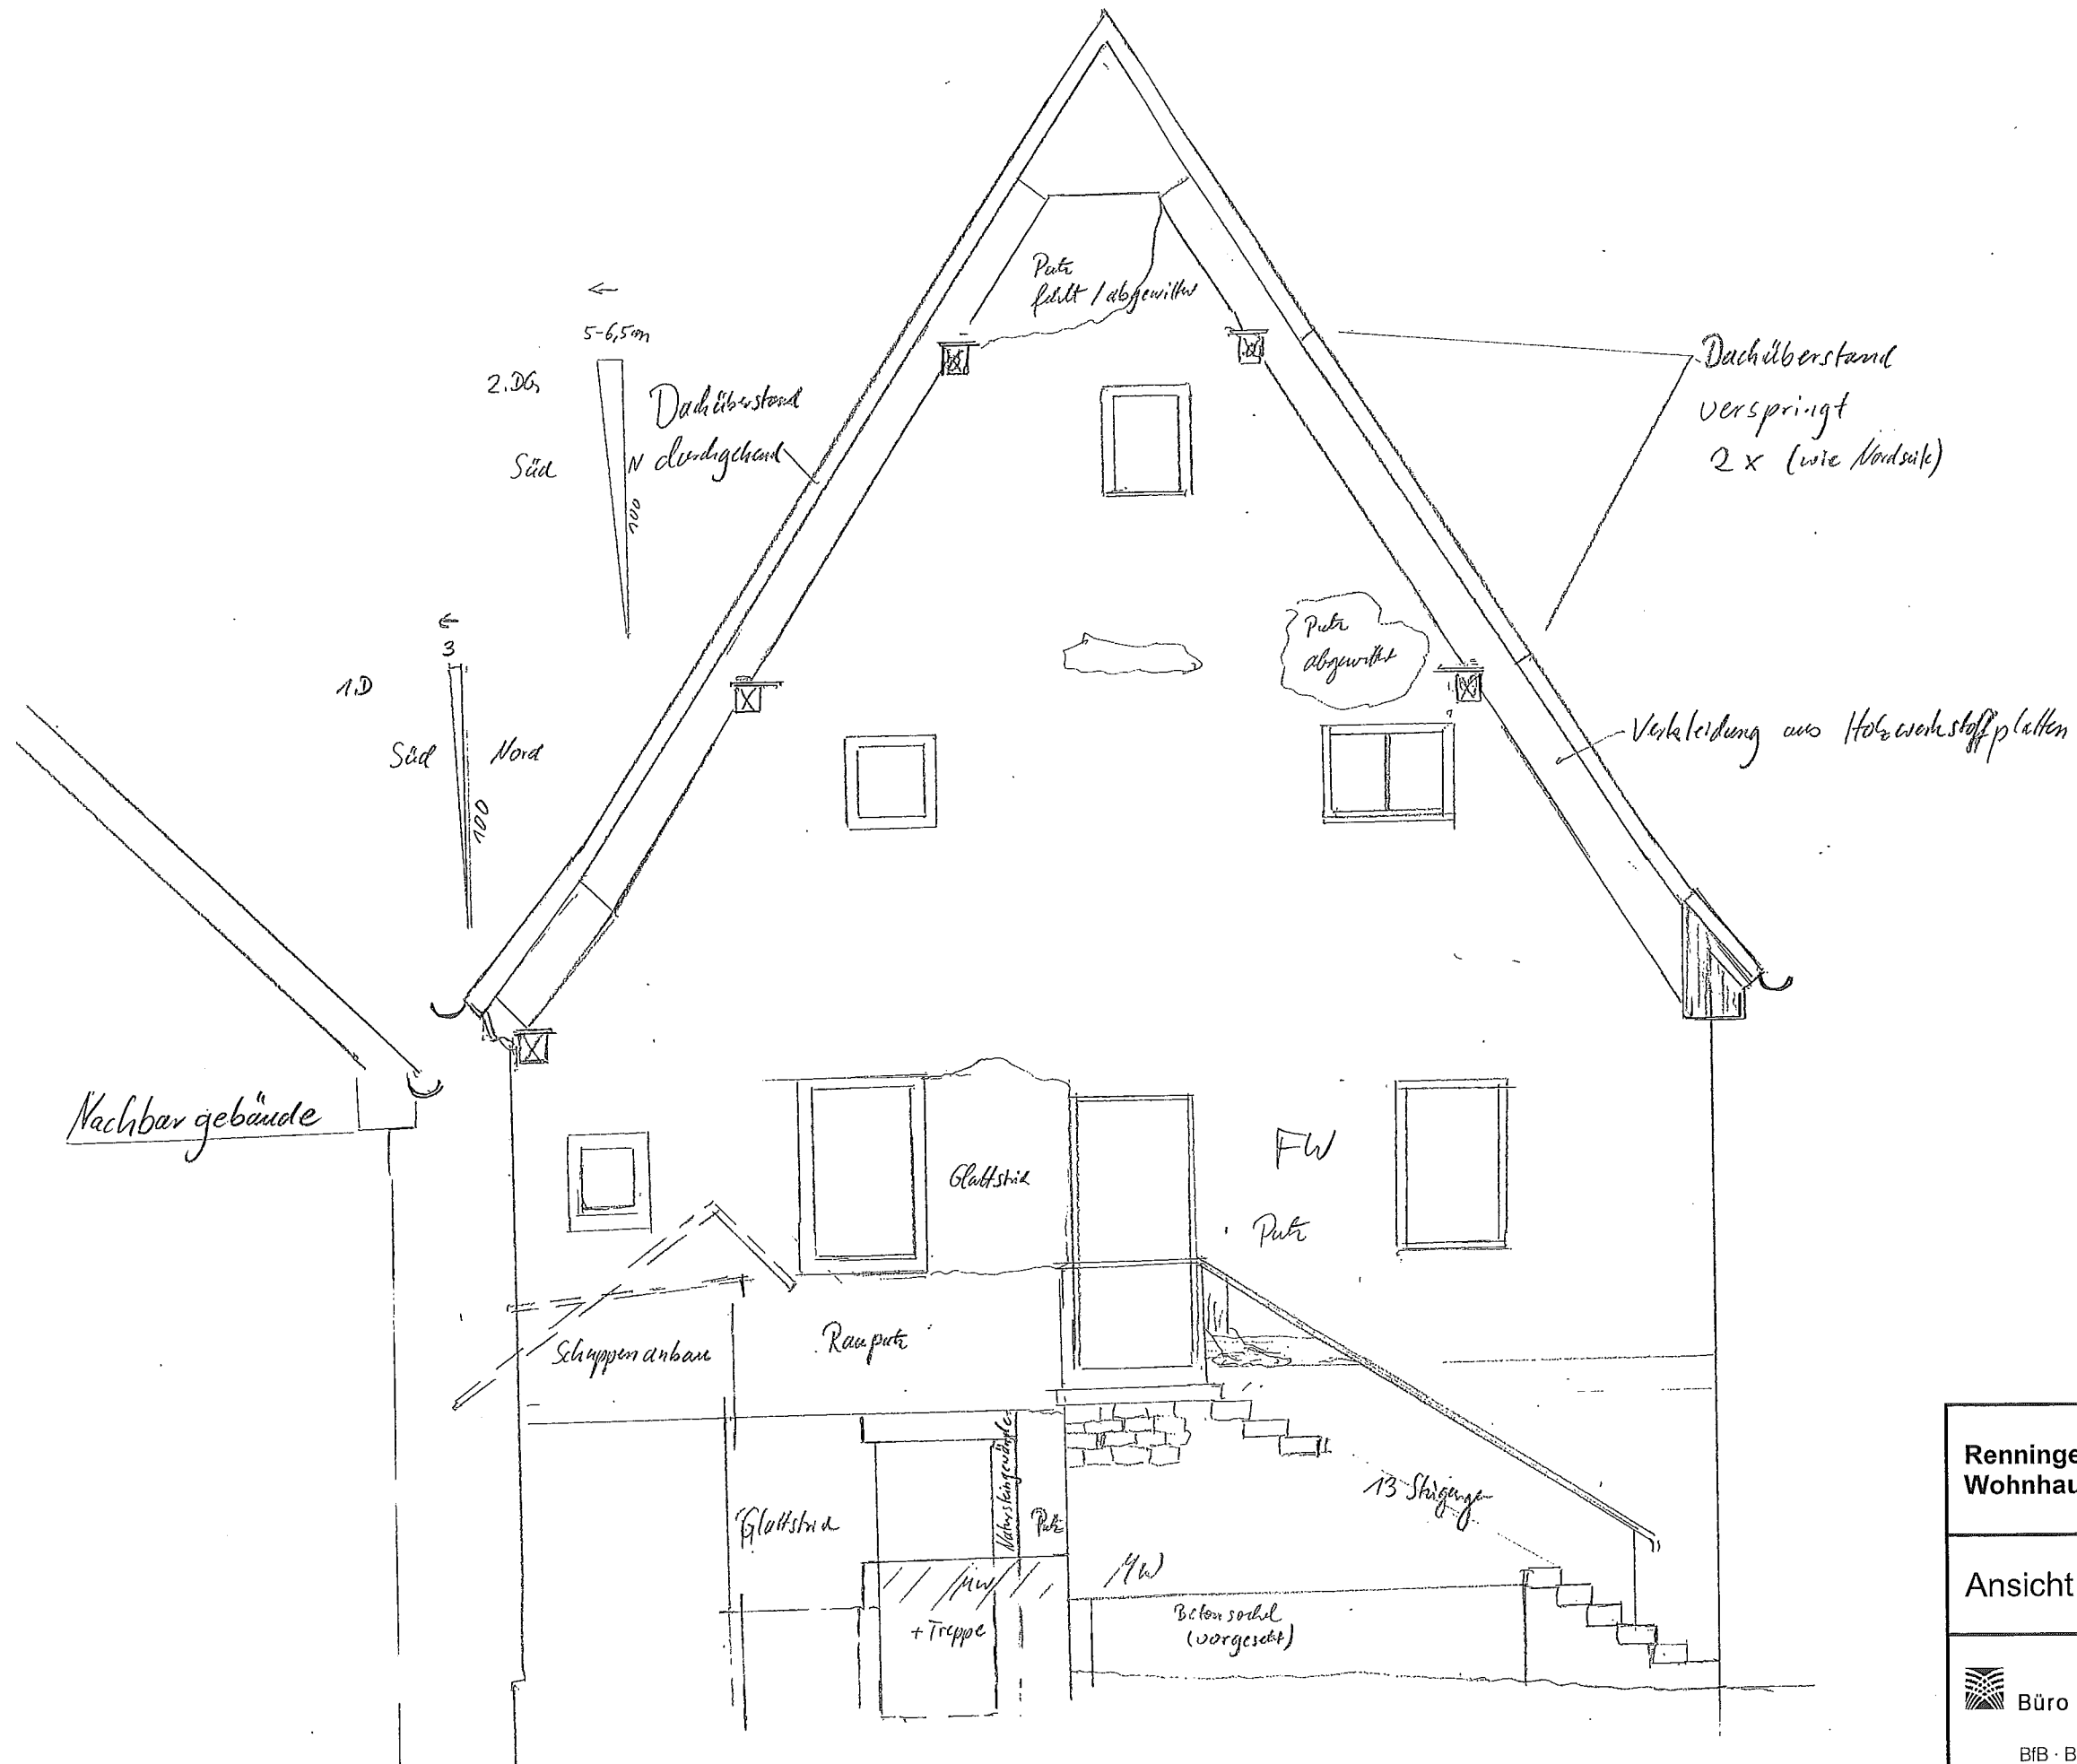 Putz
fehlt / abgewittert
←
5-6,5cm
2.DG
Süd
N
100
Dachüberstand
durchgehend
Dachüberstand
verspringt
2 x (wie Nordseite)
←
3
1.D
Süd
Nord
100
Putz
abgewittert
Verkleidung aus Holzwerkstoffplatten
Nachbargebäude
Glattstrich
FW
Putz
Schuppenanbau
Rauputz
Natursteingewände
Glattstrich
Putz
13 Steigungen
MW
+ Treppe
MW
Betonsockel
(vorgesetzt)
Renninge
Wohnhau
Ansicht
Büro
BfB · B